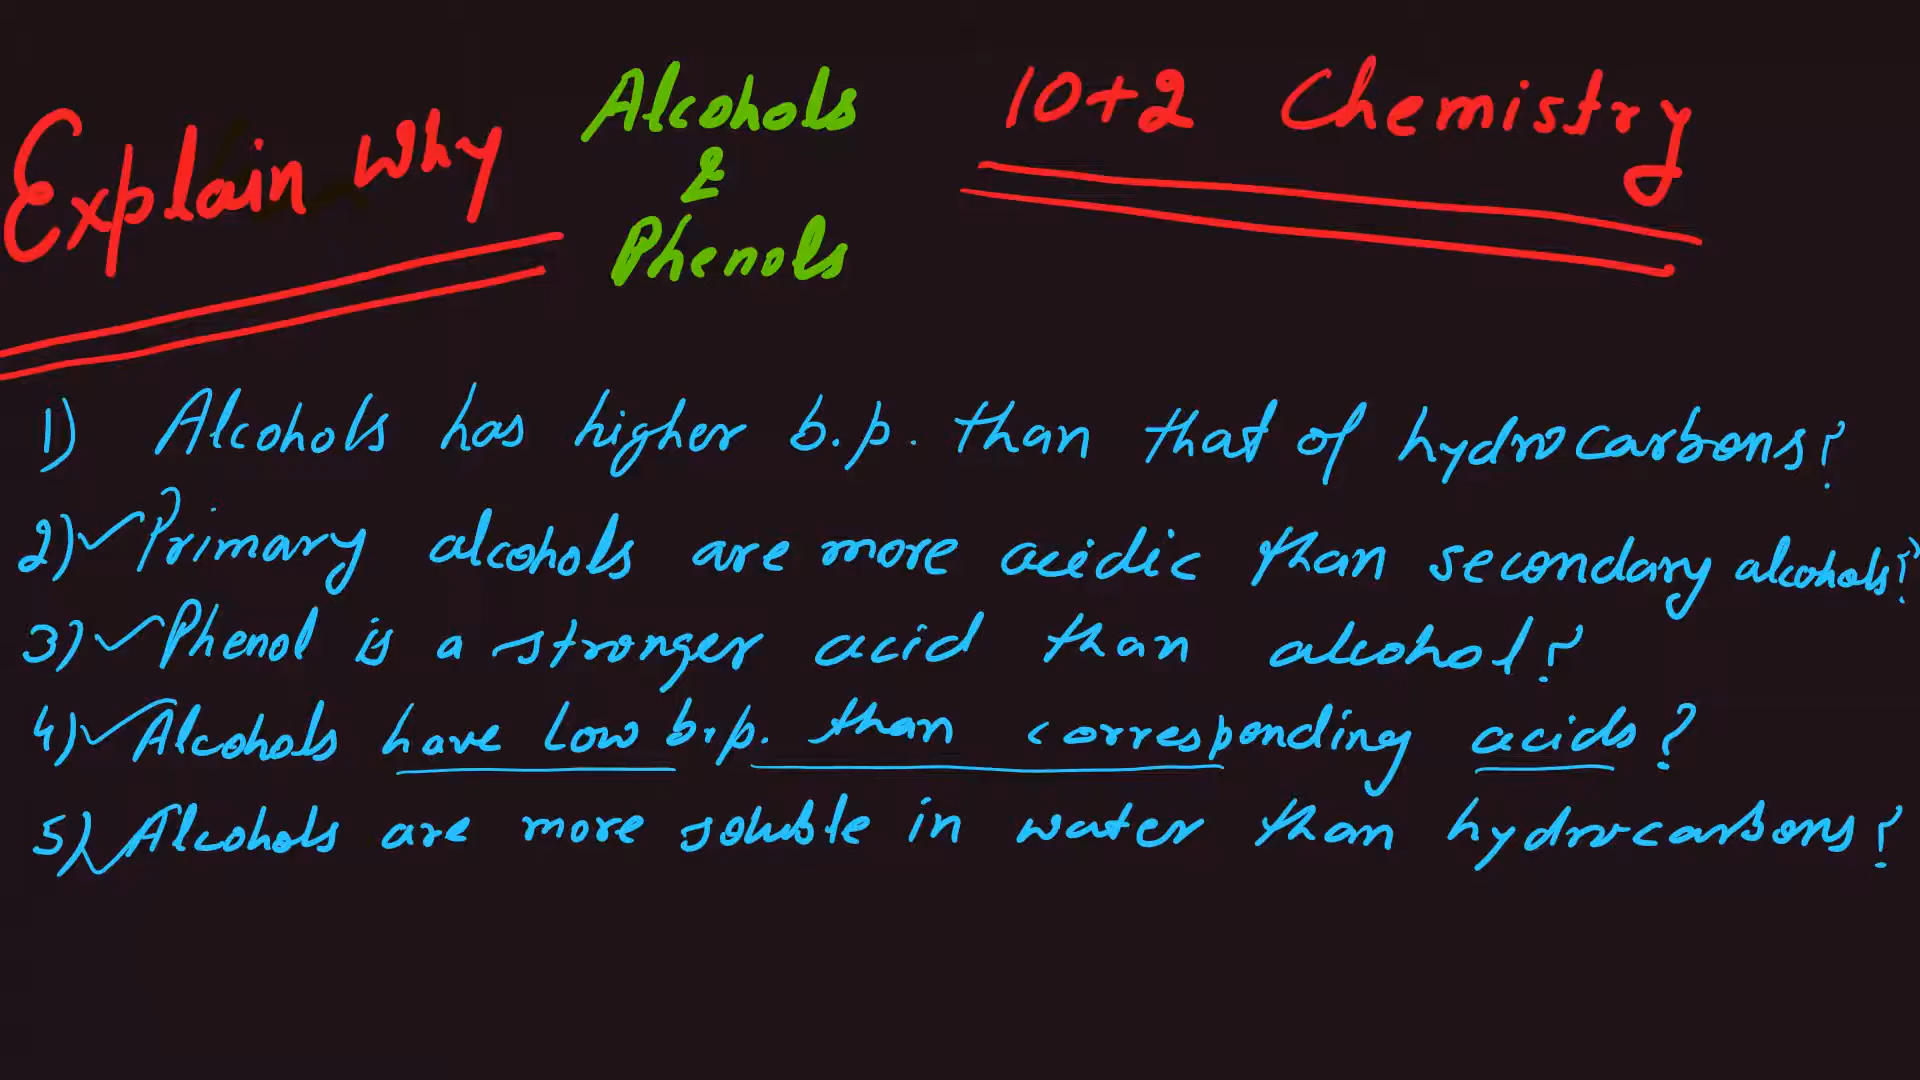 Explain why
Alcohols
&
Phenols
10+2 Chemistry
1) Alcohols has higher b.p. than that of hydrocarbons?
2) ✓ Primary alcohols are more acidic than secondary alcohols?
3) ✓ Phenol is a stronger acid than alcohol?
4) ✓ Alcohols have low b.p. than corresponding acids?
5) ✓ Alcohols are more soluble in water than hydrocarbons?